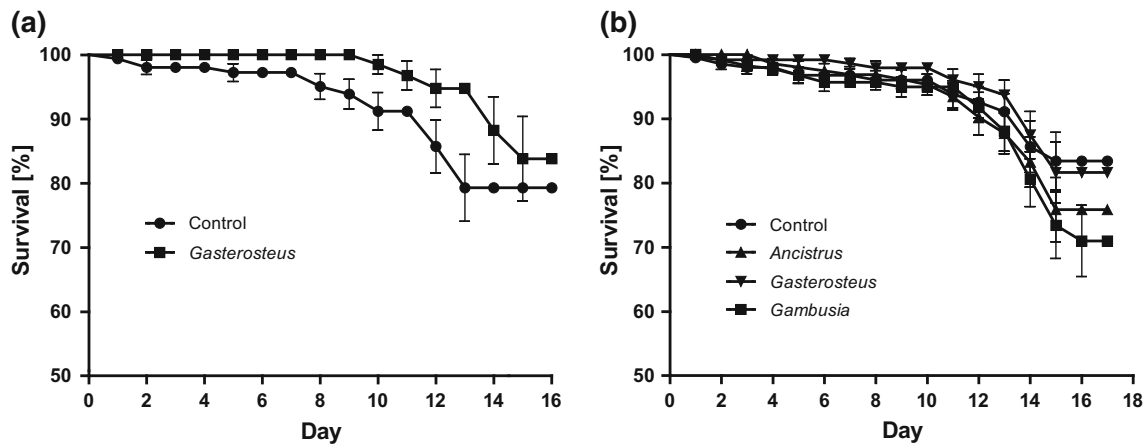 (a)
Survival [%]
100
90
80
70
60
50
Control
Gasterosteus
0 2 4 6 8 10 12 14 16
Day
(b)
Survival [%]
100
90
80
70
60
50
Control
Ancistrus
Gasterosteus
Gambusia
0 2 4 6 8 10 12 14 16 18
Day